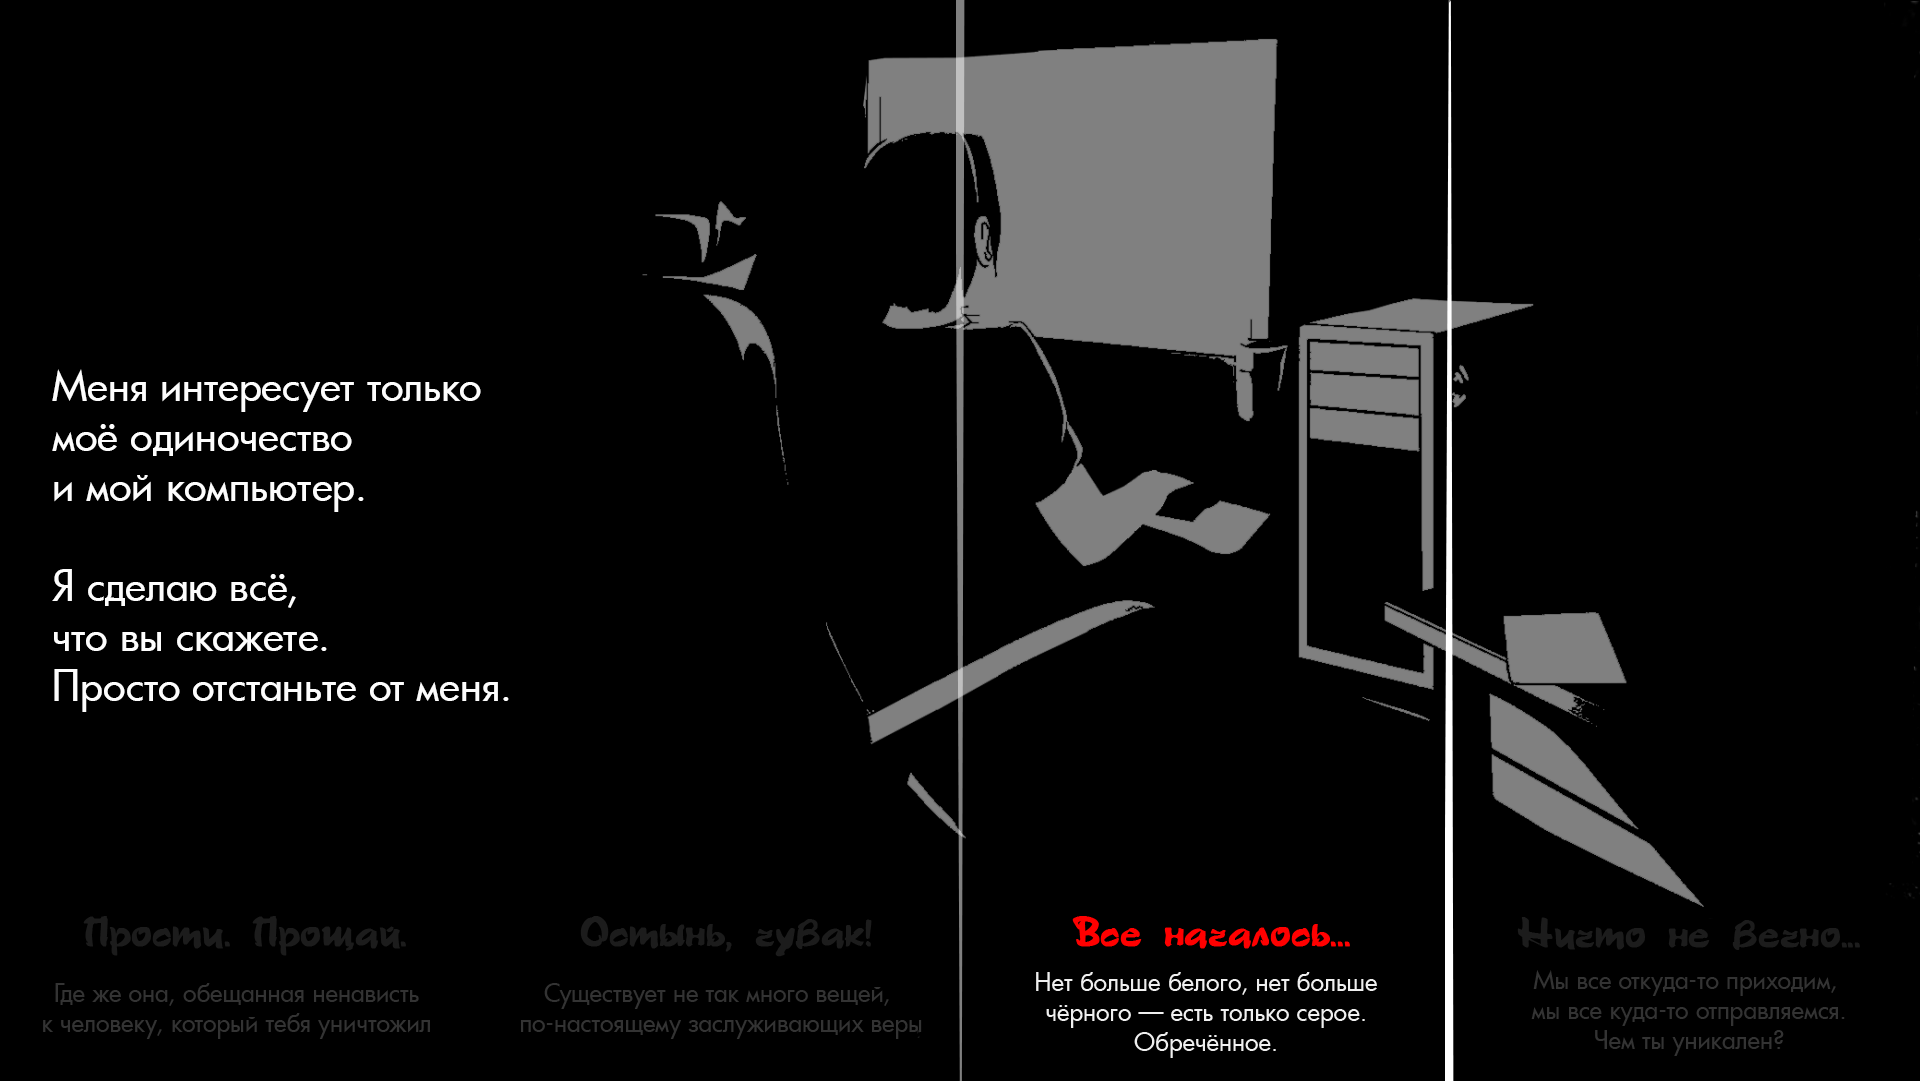 Меня интересует только
моё одиночество
и мой компьютер.
Я сделаю всё,
что вы скажете.
Просто отстаньте от меня.
Прости. Прощай.
Где же она, обещанная ненависть
к человеку, который тебя уничтожил
Остынь, чувак!
Существует не так много вещей,
по-настоящему заслуживающих веры
Все началось...
Нет больше белого, нет больше
чёрного — есть только серое.
Обречённое.
Ничто не вечно...
Мы все откуда-то приходим,
мы все куда-то отправляемся.
Чем ты уникален?